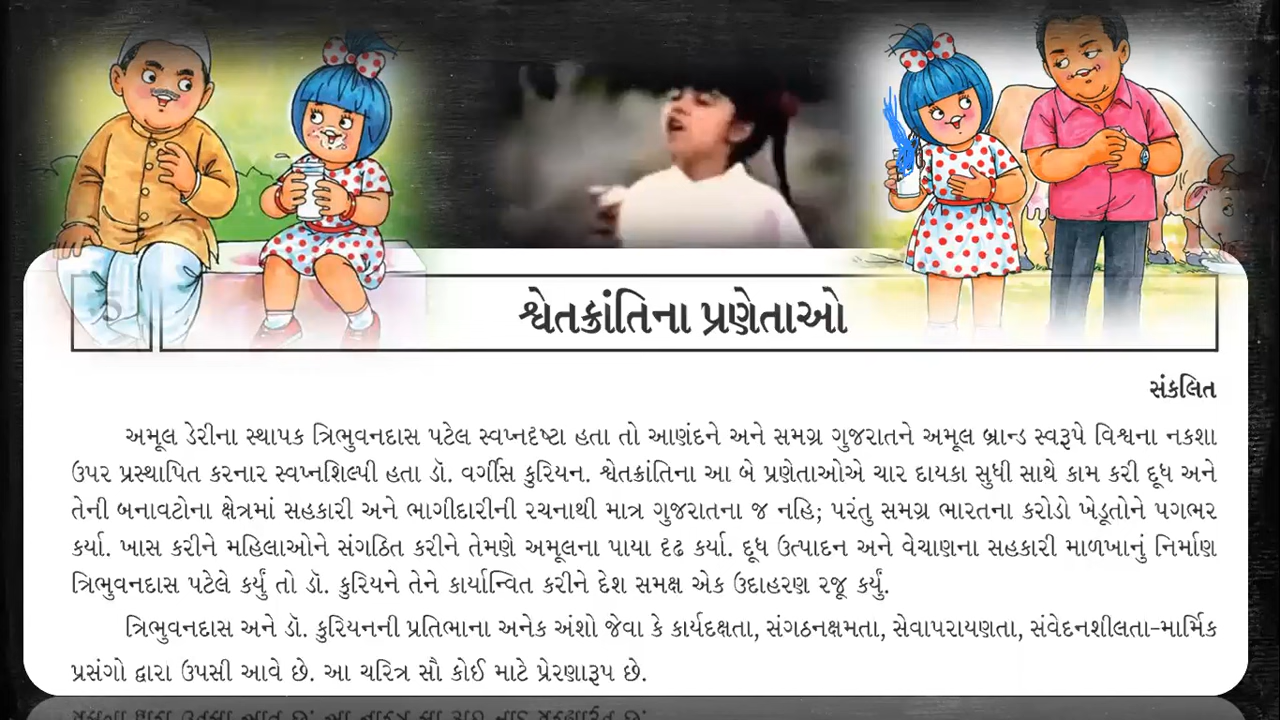 શ્વેતક્રાંતિના પ્રણેતાઓ
સંકલિત
અમૂલ ડેરીના સ્થાપક ત્રિભુવનદાસ પટેલ સ્વપ્નદૃષ્ટા હતા તો આણંદને અને સમગ્ર ગુજરાતને અમૂલ બ્રાન્ડ સ્વરૂપે વિશ્વના નકશા
ઉપર પ્રસ્થાપિત કરનાર સ્વપ્નશિલ્પી હતા ડૉ. વર્ગીસ કુરિયન. શ્વેતક્રાંતિના આ બે પ્રણેતાઓએ ચાર દાયકા સુધી સાથે કામ કરી દૂધ અને
તેની બનાવટોના ક્ષેત્રમાં સહકારી અને ભાગીદારીની રચનાથી માત્ર ગુજરાતના જ નહિ; પરંતુ સમગ્ર ભારતના કરોડો ખેડૂતોને પગભર
કર્યા. ખાસ કરીને મહિલાઓને સંગઠિત કરીને તેમણે અમૂલના પાયા દૃઢ કર્યા. દૂધ ઉત્પાદન અને વેચાણના સહકારી માળખાનું નિર્માણ
ત્રિભુવનદાસ પટેલે કર્યું તો ડૉ. કુરિયને તેને કાર્યાન્વિત કરીને દેશ સમક્ષ એક ઉદાહરણ રજૂ કર્યું.
ત્રિભુવનદાસ અને ડૉ. કુરિયનની પ્રતિભાના અનેક અંશો જેવા કે કાર્યદક્ષતા, સંગઠનક્ષમતા, સેવાપરાયણતા, સંવેદનશીલતા-માર્મિક
પ્રસંગો દ્વારા ઉપસી આવે છે. આ ચરિત્ર સૌ કોઈ માટે પ્રેરણારૂપ છે.